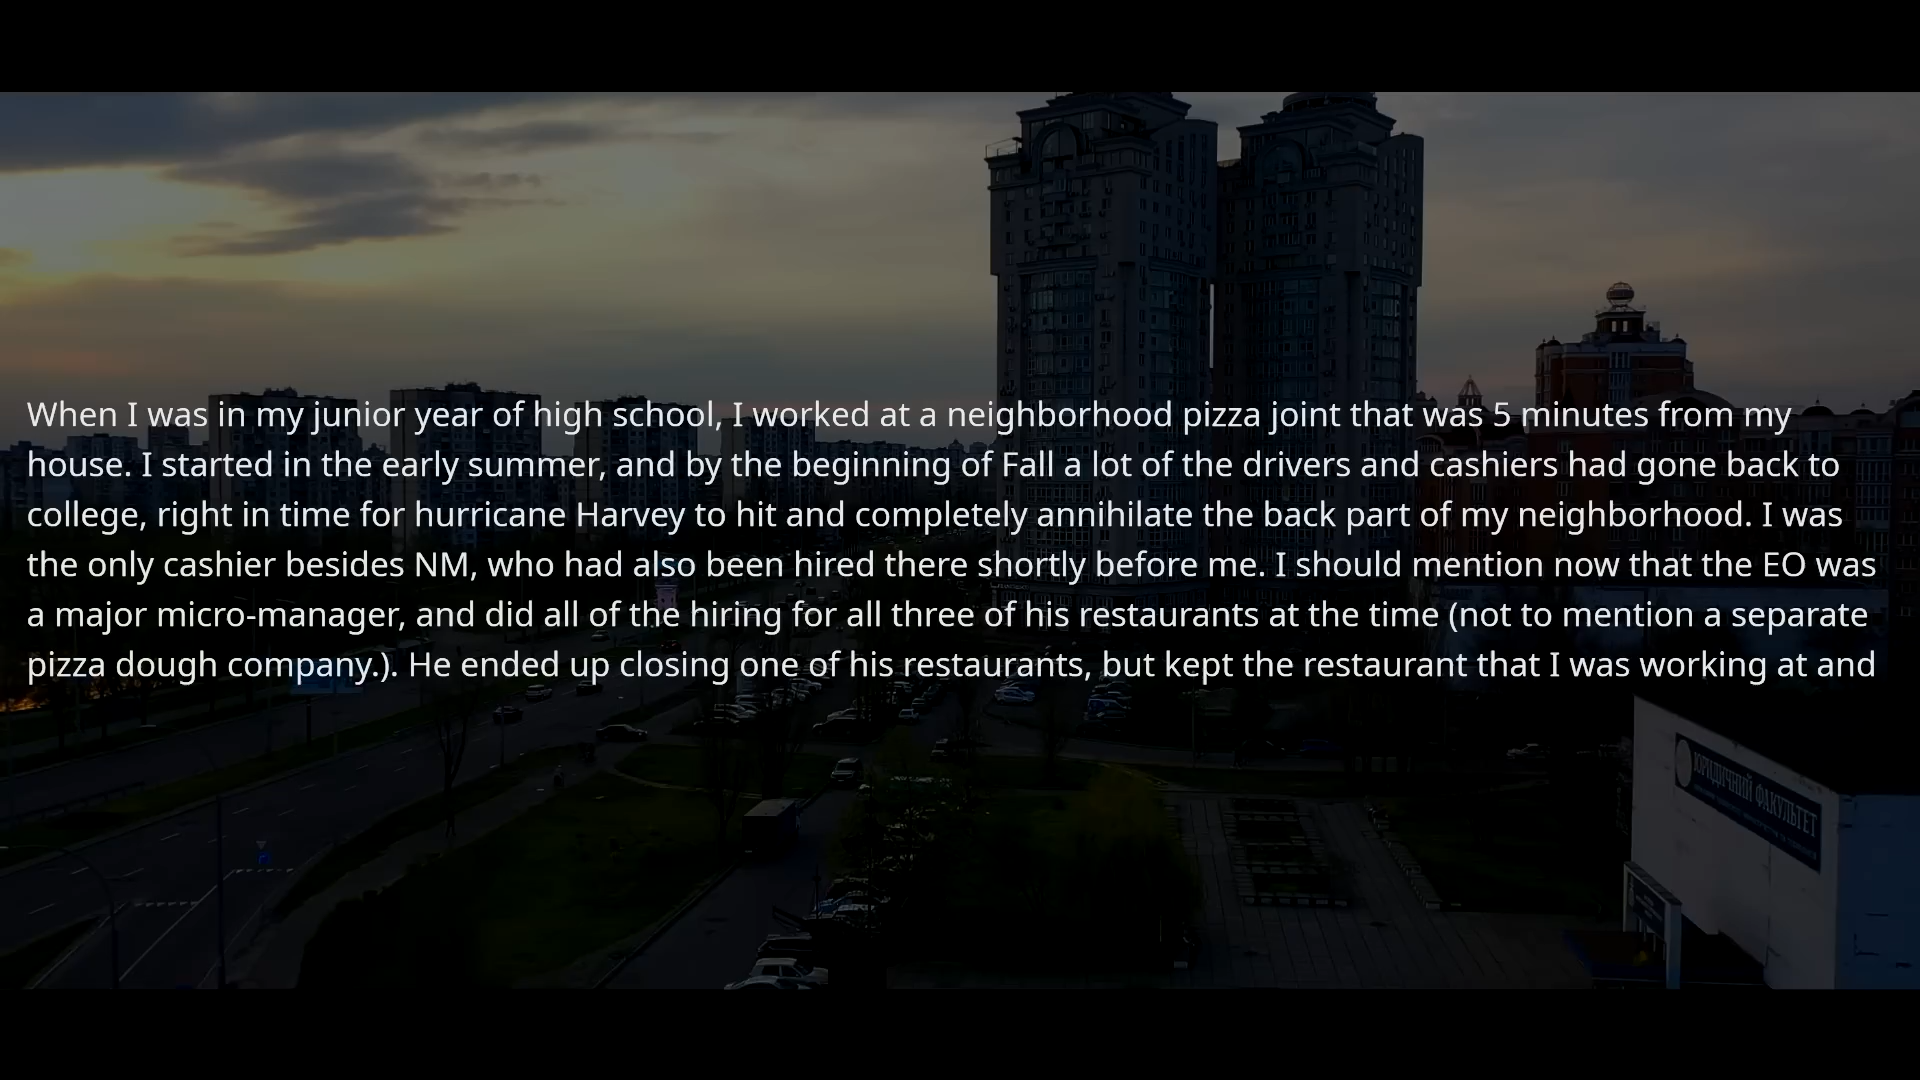 When I was in my junior year of high school, I worked at a neighborhood pizza joint that was 5 minutes from my
house. I started in the early summer, and by the beginning of Fall a lot of the drivers and cashiers had gone back to
college, right in time for hurricane Harvey to hit and completely annihilate the back part of my neighborhood. I was
the only cashier besides NM, who had also been hired there shortly before me. I should mention now that the EO was
a major micro-manager, and did all of the hiring for all three of his restaurants at the time (not to mention a separate
pizza dough company.). He ended up closing one of his restaurants, but kept the restaurant that I was working at and
ЮРИДИЧНИЙ ФАКУЛЬТЕТ